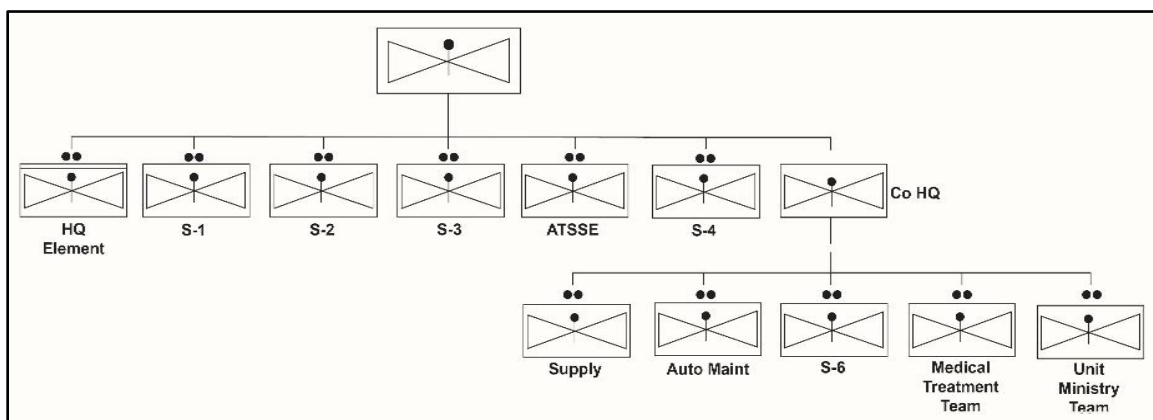 Co HQ
HQ
Element
S-1
S-2
S-3
ATSSE
S-4
Supply
Auto Maint
S-6
Medical
Treatment
Team
Unit
Ministry
Team